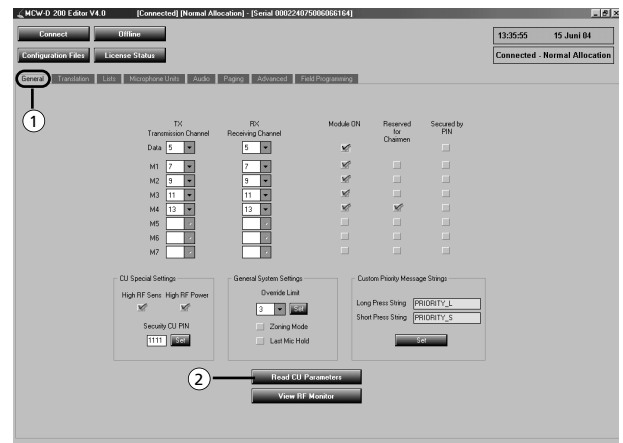 MCW-D 200 Editor V4.0 [Connected] [Normal Allocation] - [Serial 000224075006066164]
Connect Offline 13:35:55 15 Juni 04
Configuration Files License Status Connected - Normal Allocation
General Translation Lists Microphone Units Audio Paging Advanced Field Programming
1
TX RX Module ON Reserved Secured by
Transmission Channel Receiving Channel for PIN
Chairmen
Data 5 5
M1 7 7
M2 9 9
M3 11 11
M4 13 13
M5
M6
M7
CU Special Settings General System Settings Custom Priority Message Strings
High RF Sens High RF Power Override Limit
3 Set Long Press String PRIORITY_L
Security CU PIN Zoning Mode Short Press String PRIORITY_S
1111 Set Last Mic Hold Set
2 Read CU Parameters
View RF Monitor